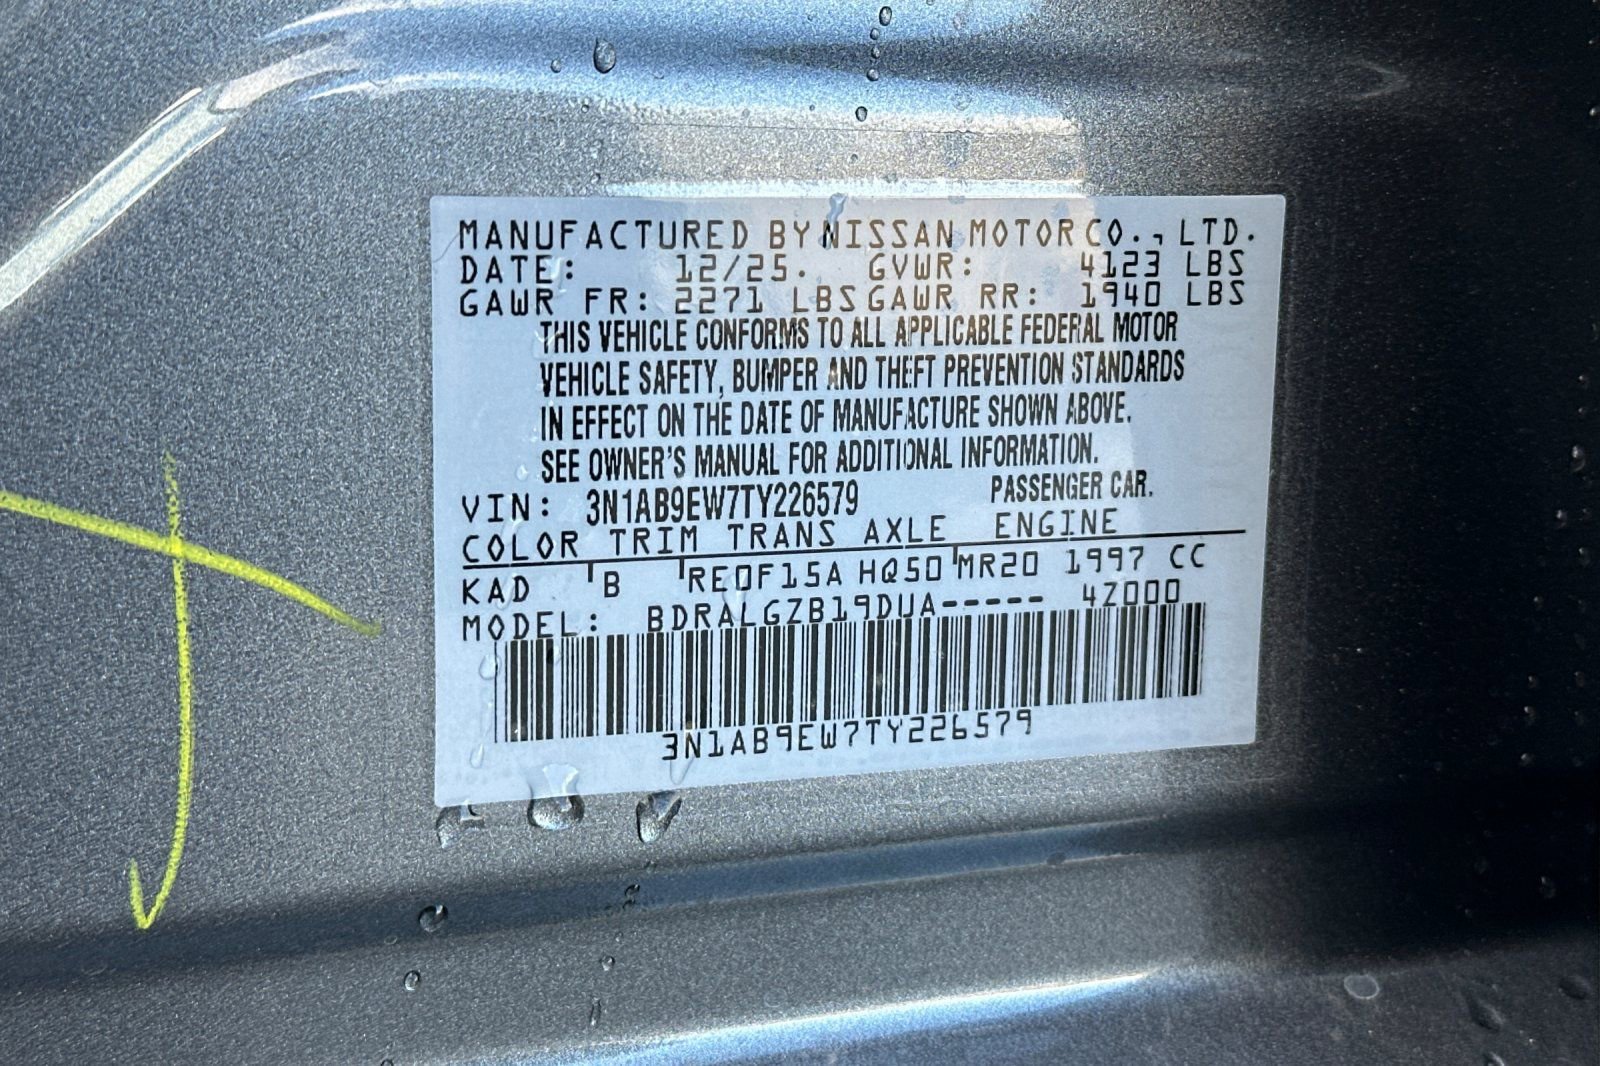 MANUFACTURED BY NISSAN MOTOR CO., LTD.
DATE: 12/25. GVWR: 4123 LBS
GAWR FR: 2271 LBS GAWR RR: 1940 LBS
THIS VEHICLE CONFORMS TO ALL APPLICABLE FEDERAL MOTOR
VEHICLE SAFETY, BUMPER AND THEFT PREVENTION STANDARDS
IN EFFECT ON THE DATE OF MANUFACTURE SHOWN ABOVE.
SEE OWNER'S MANUAL FOR ADDITIONAL INFORMATION.
VIN: 3N1AB9EW7TY226579 PASSENGER CAR.
COLOR TRIM TRANS AXLE ENGINE
KAD B RE0F15A HQ50 MR20 1997 CC
MODEL: BDRALGZB19DUA----- 4Z000
3N1AB9EW7TY226579